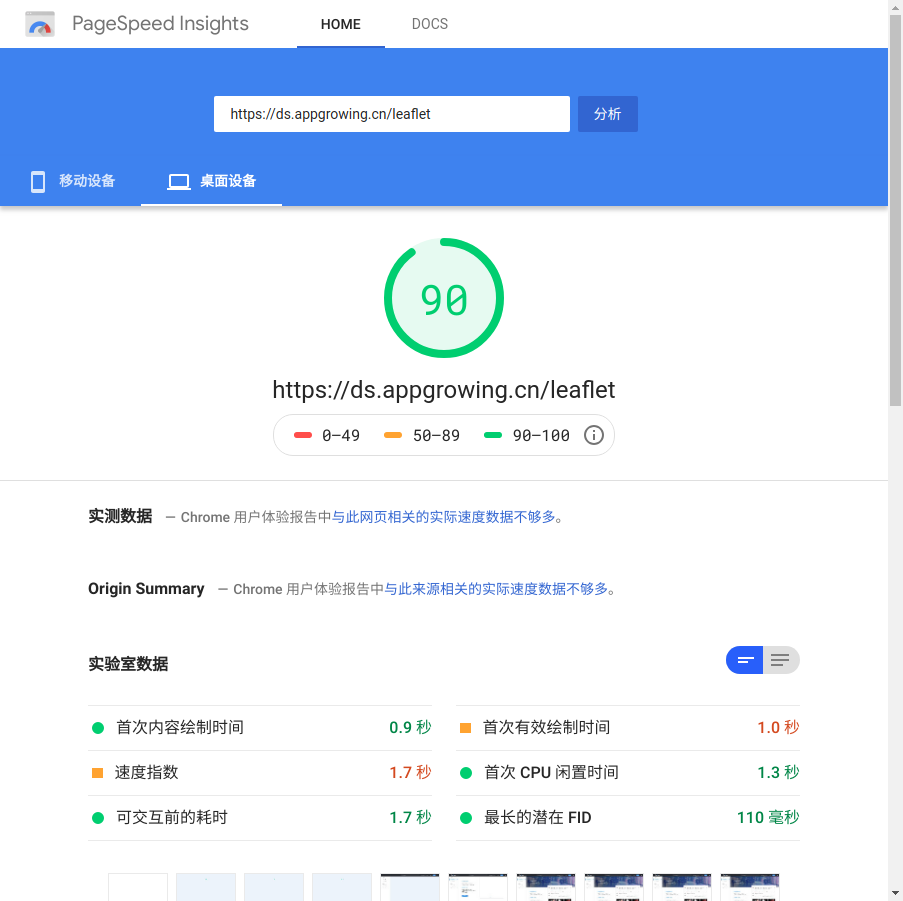 PageSpeed Insights HOME DOCS
https://ds.appgrowing.cn/leaflet 分析
移动设备 桌面设备
90
https://ds.appgrowing.cn/leaflet
0–49 50–89 90–100
实测数据 — Chrome 用户体验报告中与此网页相关的实际速度数据不够多。
Origin Summary — Chrome 用户体验报告中与此来源相关的实际速度数据不够多。
实验室数据
首次内容绘制时间 0.9 秒 首次有效绘制时间 1.0 秒
速度指数 1.7 秒 首次 CPU 闲置时间 1.3 秒
可交互前的耗时 1.7 秒 最长的潜在 FID 110 毫秒